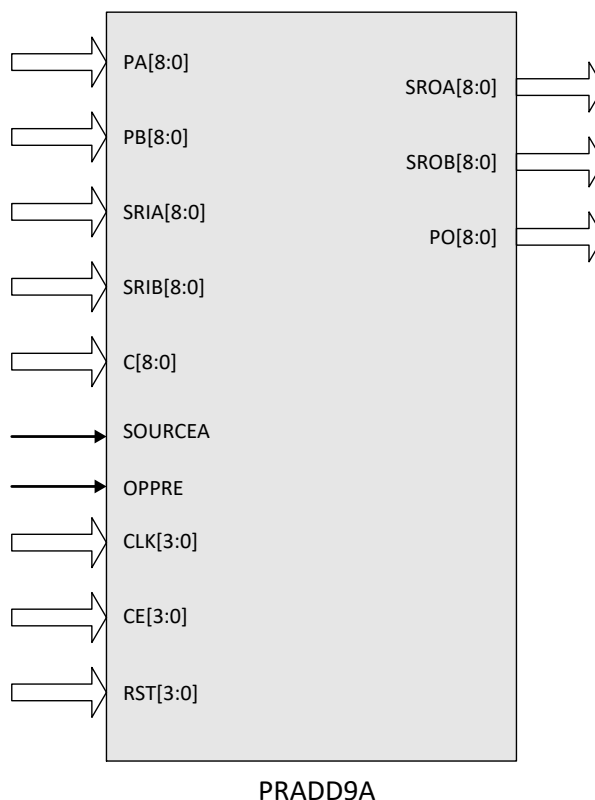 PA[8:0]
SROA[8:0]
PB[8:0]
SROB[8:0]
SRIA[8:0]
PO[8:0]
SRIB[8:0]
C[8:0]
SOURCEA
OPPRE
CLK[3:0]
CE[3:0]
RST[3:0]
PRADD9A